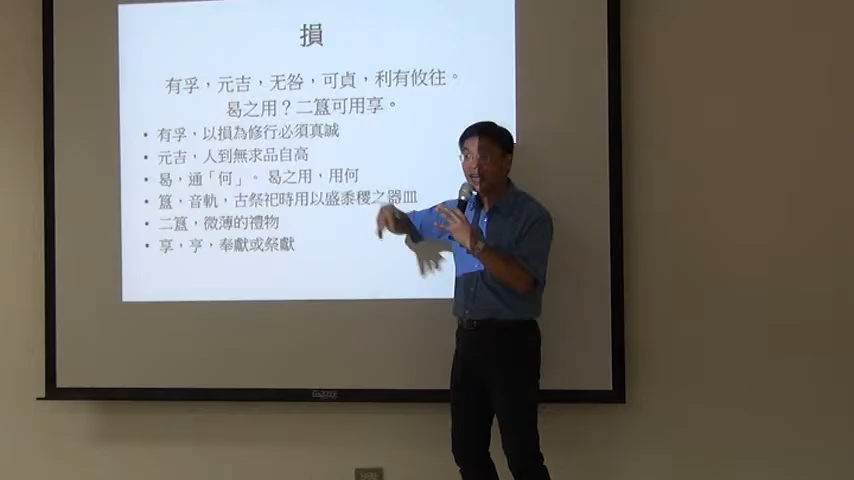 損
有孚，元吉，无咎，可貞，利有攸往。
曷之用？二簋可用享。
• 有孚，以損為修行必須真誠
• 元吉，人到無求品自高
• 曷，通「何」。曷之用，用何
• 簋，音軌，古祭祀時用以盛黍稷之器皿
• 二簋，微薄的禮物
• 享，亨，奉獻或祭獻